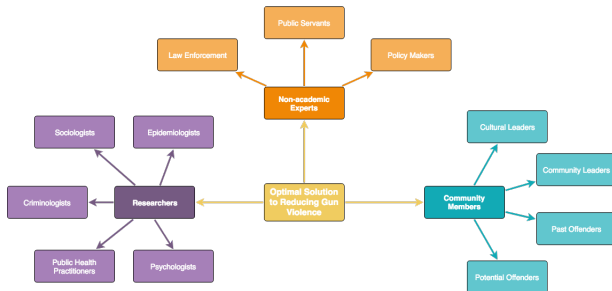 Public Servants
Law Enforcement
Policy Makers
Non-academic
Experts
Sociologists
Epidemiologists
Cultural Leaders
Community Leaders
Criminologists
Researchers
Optimal Solution
to Reducing Gun
Violence
Community
Members
Past Offenders
Public Health
Practitioners
Psychologists
Potential Offenders